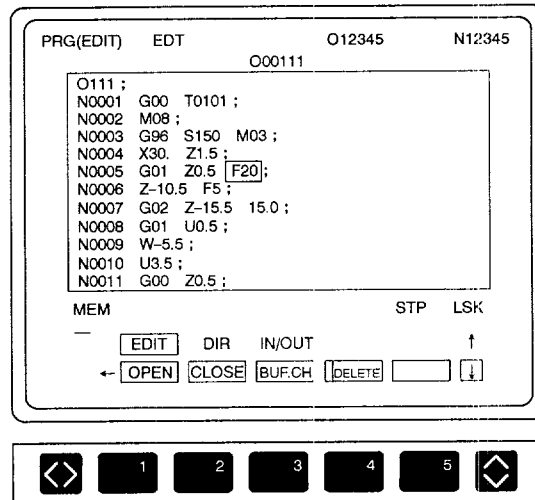 PRG(EDIT) EDT O12345 N12345
O00111
O111 ;
N0001 G00 T0101 ;
N0002 M08 ;
N0003 G96 S150 M03 ;
N0004 X30. Z1.5 ;
N0005 G01 Z0.5 F20 ;
N0006 Z–10.5 F5 ;
N0007 G02 Z–15.5 15.0 ;
N0008 G01 U0.5 ;
N0009 W–5.5 ;
N0010 U3.5 ;
N0011 G00 Z0.5 ;
MEM STP LSK
EDIT DIR IN/OUT ↑
← OPEN CLOSE BUF.CH DELETE ↓
1 2 3 4 5